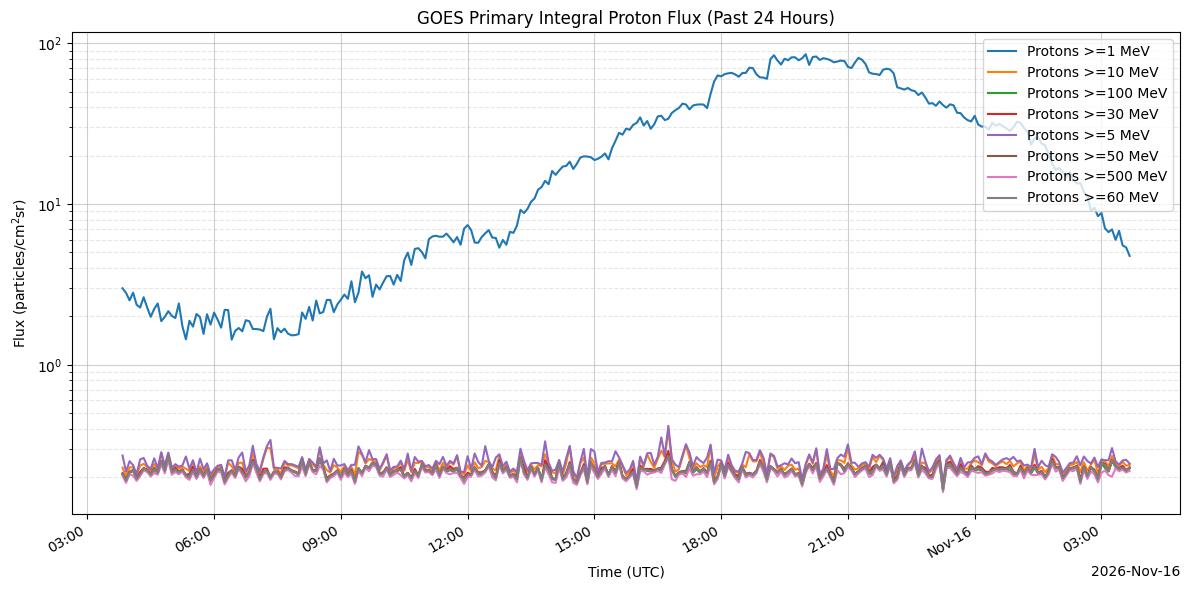 GOES Primary Integral Proton Flux (Past 24 Hours)
Flux (particles/cm²sr)
10²
10¹
10⁰
Protons >=1 MeV
Protons >=10 MeV
Protons >=100 MeV
Protons >=30 MeV
Protons >=5 MeV
Protons >=50 MeV
Protons >=500 MeV
Protons >=60 MeV
03:00
06:00
09:00
12:00
15:00
18:00
21:00
Nov-16
03:00
Time (UTC)
2026-Nov-16